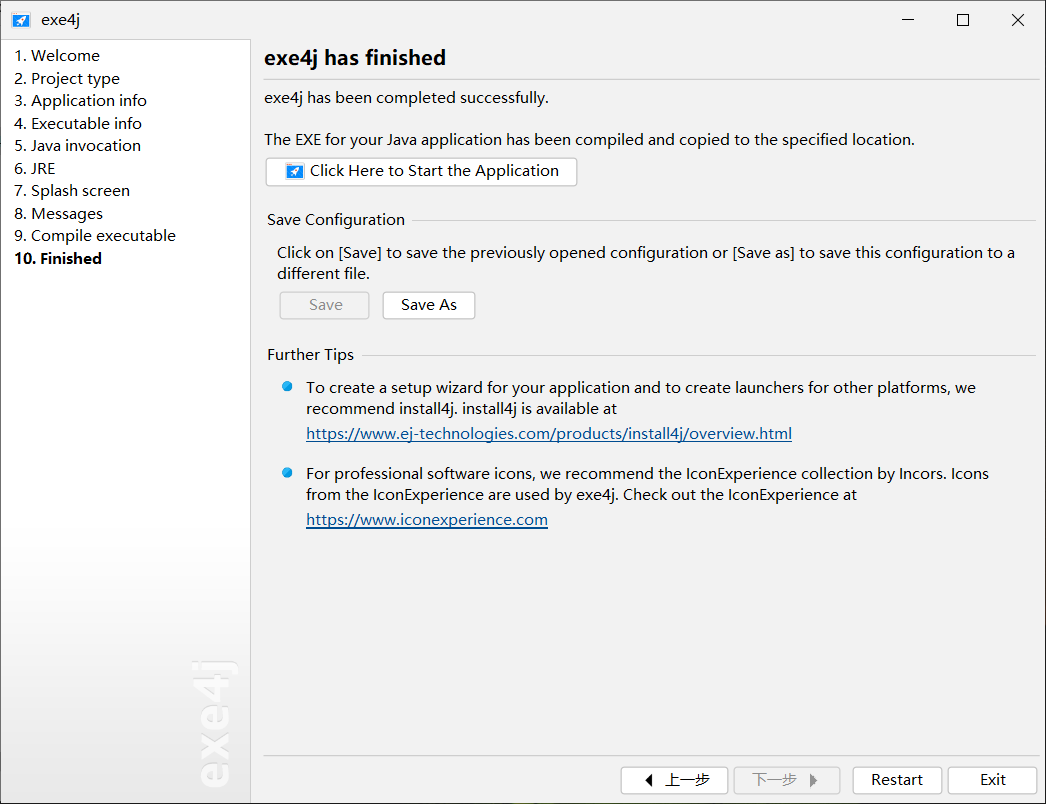 exe4j
1. Welcome
2. Project type
3. Application info
4. Executable info
5. Java invocation
6. JRE
7. Splash screen
8. Messages
9. Compile executable
10. Finished
exe4j
exe4j has finished
exe4j has been completed successfully.
The EXE for your Java application has been compiled and copied to the specified location.
Click Here to Start the Application
Save Configuration
Click on [Save] to save the previously opened configuration or [Save as] to save this configuration to a
different file.
Save
Save As
Further Tips
To create a setup wizard for your application and to create launchers for other platforms, we
recommend install4j. install4j is available at
https://www.ej-technologies.com/products/install4j/overview.html
For professional software icons, we recommend the IconExperience collection by Incors. Icons
from the IconExperience are used by exe4j. Check out the IconExperience at
https://www.iconexperience.com
上一步
下一步
Restart
Exit